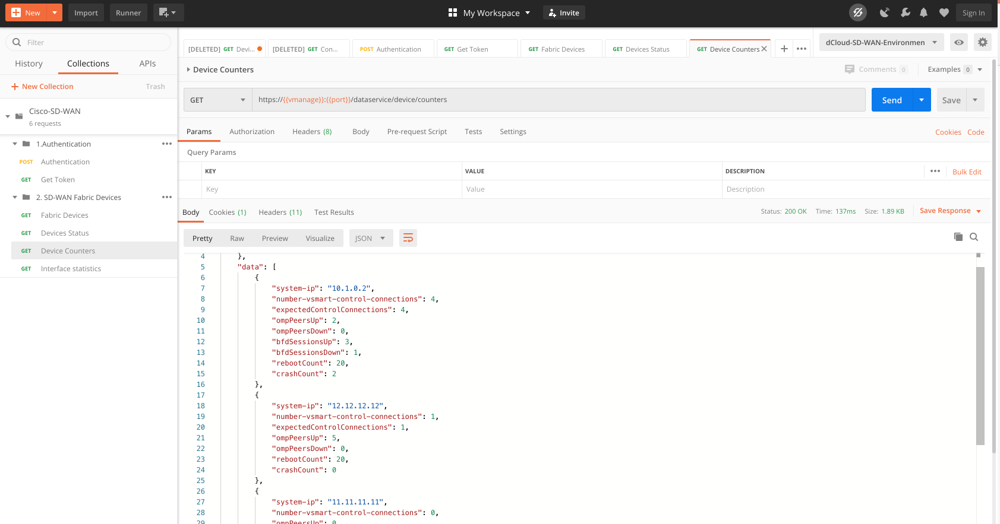 New Import Runner My Workspace Invite Sign In
Filter
History Collections APIs
New Collection Trash
Cisco-SD-WAN
6 requests
1.Authentication
POST Authentication
GET Get Token
2. SD-WAN Fabric Devices
GET Fabric Devices
GET Devices Status
GET Device Counters
GET Interface statistics
[DELETED] GET Devi... [DELETED] GET Con... POST Authentication GET Get Token GET Fabric Devices GET Devices Status GET Device Counters dCloud-SD-WAN-Environmen
Device Counters Comments 0 Examples 0
GET https://{{vmanage}}:{{port}}/dataservice/device/counters Send Save
Params Authorization Headers (8) Body Pre-request Script Tests Settings Cookies Code
Query Params
KEY VALUE DESCRIPTION Bulk Edit
Key Value Description
Body Cookies (1) Headers (11) Test Results Status: 200 OK Time: 137ms Size: 1.89 KB Save Response
Pretty Raw Preview Visualize JSON
4 },
5 "data": [
6 {
7 "system-ip": "10.1.0.2",
8 "number-vsmart-control-connections": 4,
9 "expectedControlConnections": 4,
10 "ompPeersUp": 2,
11 "ompPeersDown": 0,
12 "bfdSessionsUp": 3,
13 "bfdSessionsDown": 1,
14 "rebootCount": 20,
15 "crashCount": 2
16 },
17 {
18 "system-ip": "12.12.12.12",
19 "number-vsmart-control-connections": 1,
20 "expectedControlConnections": 1,
21 "ompPeersUp": 5,
22 "ompPeersDown": 0,
23 "rebootCount": 20,
24 "crashCount": 0
25 },
26 {
27 "system-ip": "11.11.11.11",
28 "number-vsmart-control-connections": 0,
29 "ompPeersUp": 0